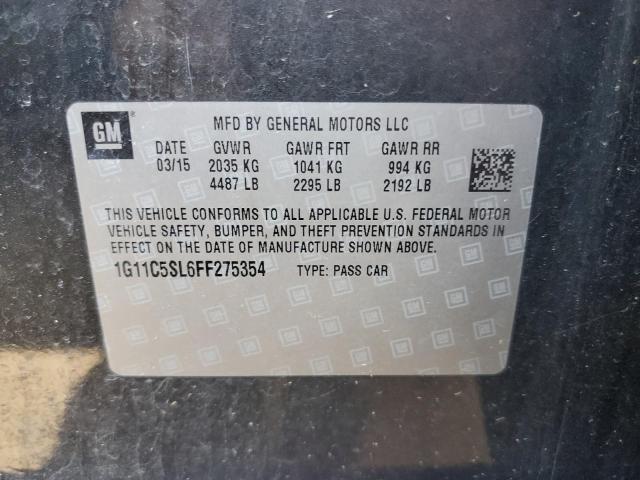 GM
MFD BY GENERAL MOTORS LLC
DATE GVWR GAWR FRT GAWR RR
03/15 2035 KG 1041 KG 994 KG
4487 LB 2295 LB 2192 LB
THIS VEHICLE CONFORMS TO ALL APPLICABLE U.S. FEDERAL MOTOR
VEHICLE SAFETY, BUMPER, AND THEFT PREVENTION STANDARDS IN
EFFECT ON THE DATE OF MANUFACTURE SHOWN ABOVE.
1G11C5SL6FF275354 TYPE: PASS CAR